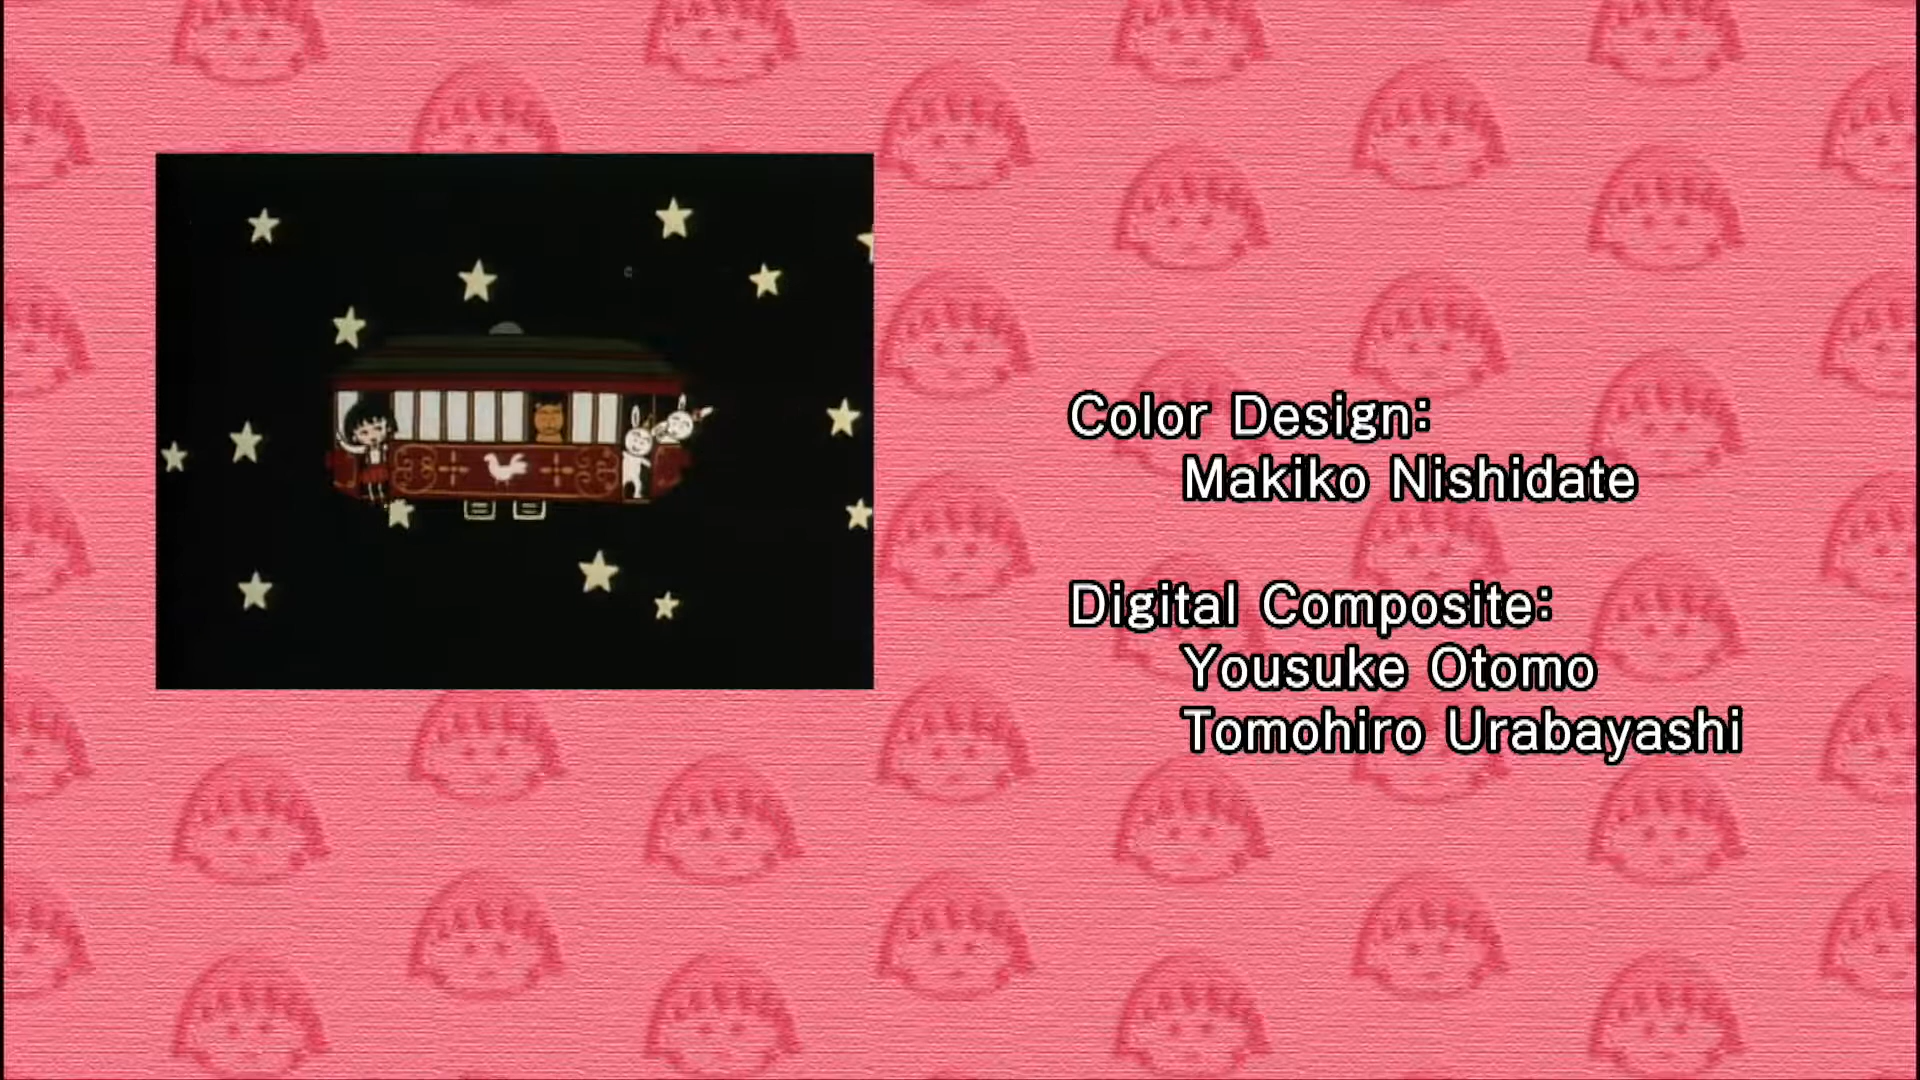 Color Design:
Makiko Nishidate
Digital Composite:
Yousuke Otomo
Tomohiro Urabayashi